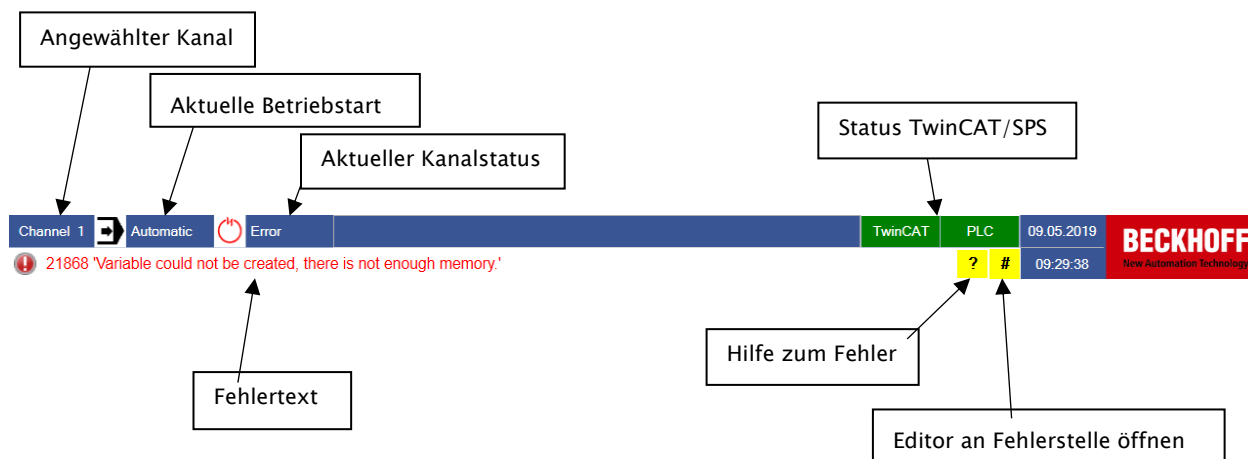 Angewählter Kanal
Aktuelle Betriebstart
Aktueller Kanalstatus
Status TwinCAT/SPS
Channel 1 Automatic Error TwinCAT PLC 09.05.2019 BECKHOFF
New Automation Technology
21868 'Variable could not be created, there is not enough memory.' ? # 09:29:38
Hilfe zum Fehler
Fehlertext
Editor an Fehlerstelle öffnen